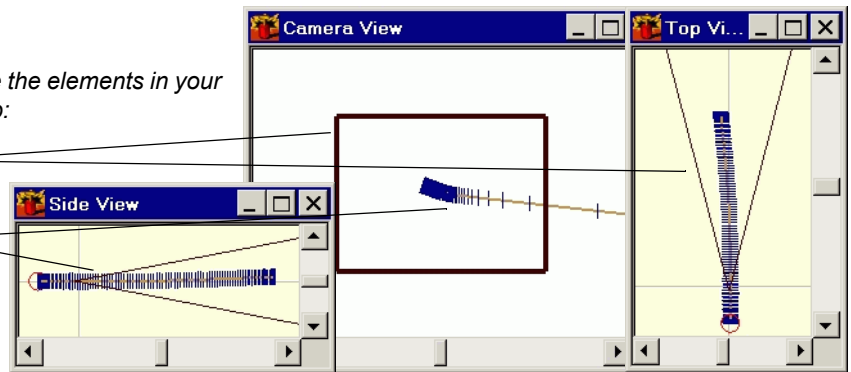 e the elements in your
o:
Camera View
Top Vi...
Side View